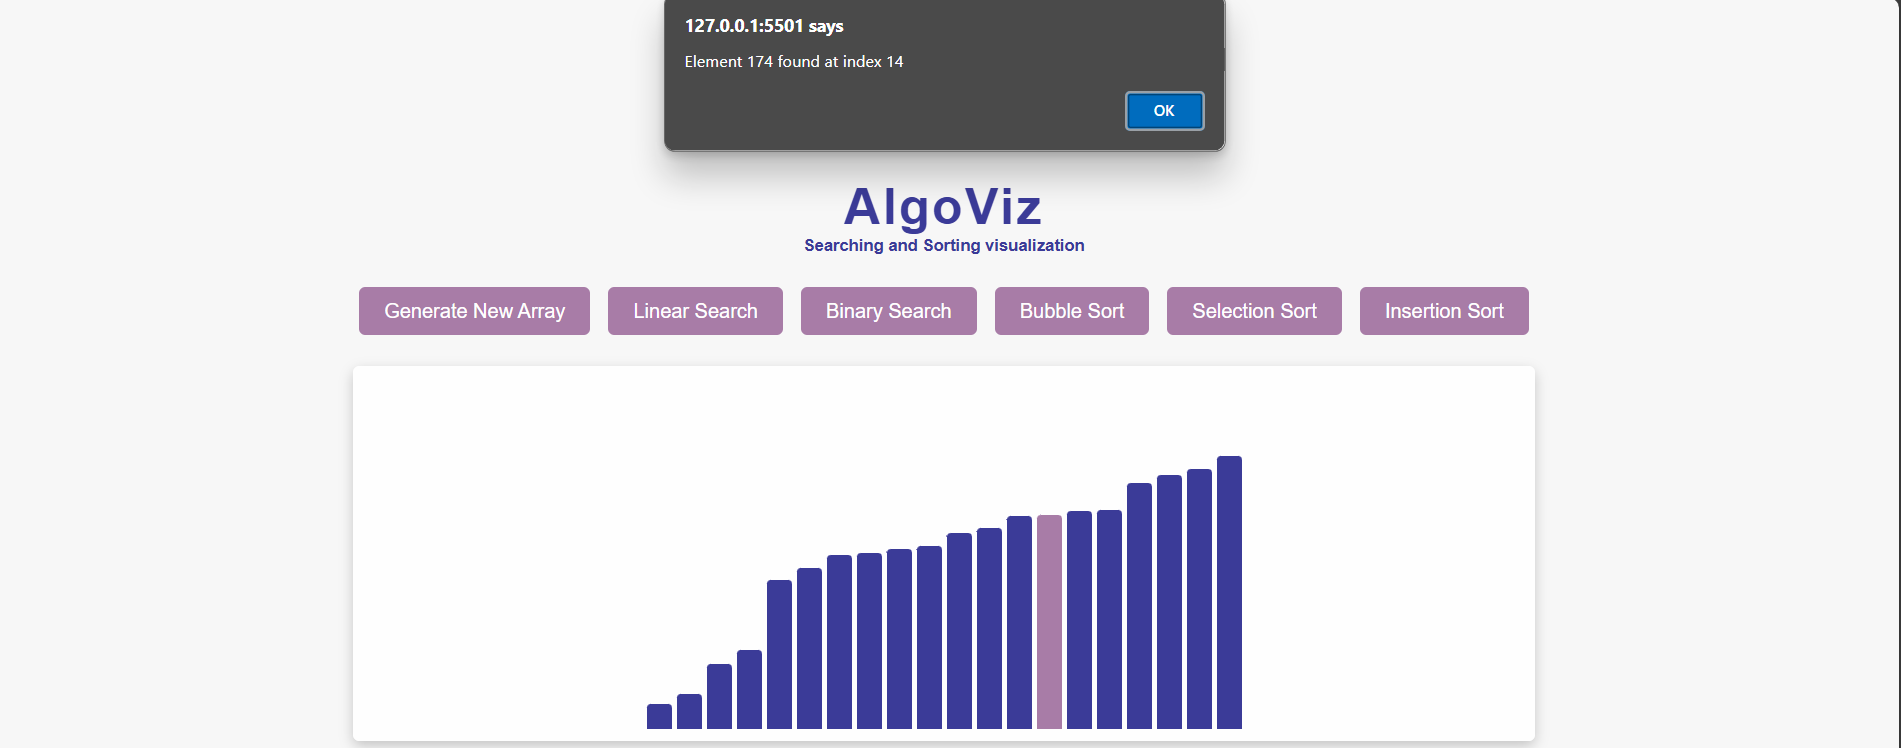 127.0.0.1:5501 says
Element 174 found at index 14
OK
AlgoViz
Searching and Sorting visualization
Generate New Array
Linear Search
Binary Search
Bubble Sort
Selection Sort
Insertion Sort